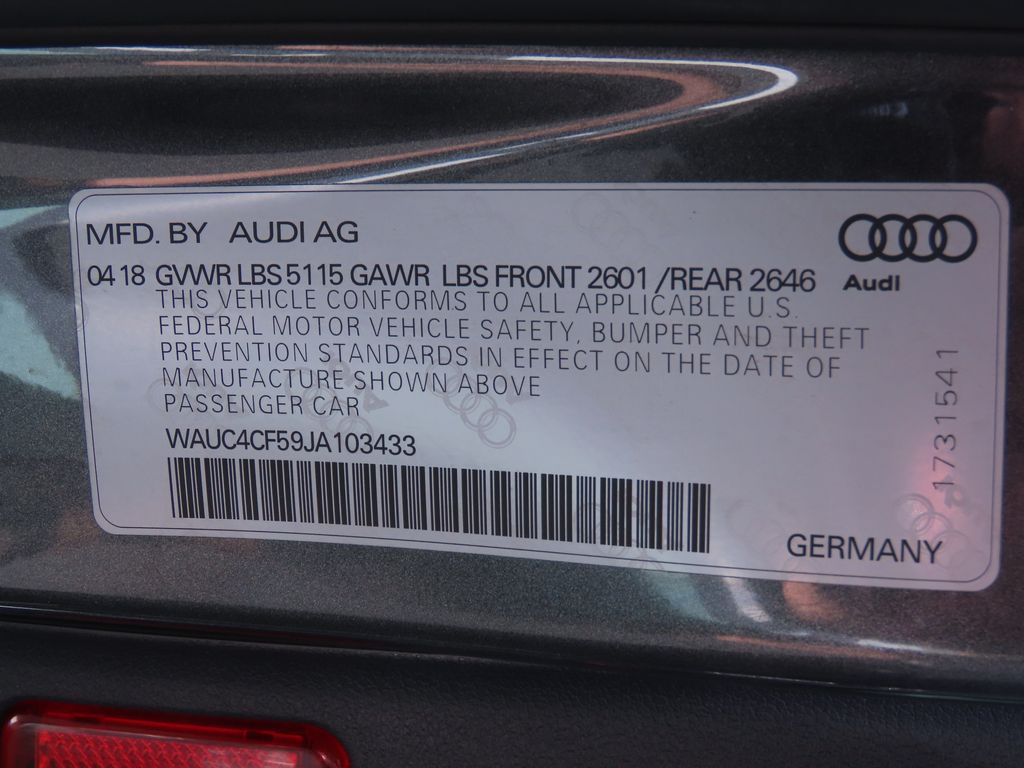 MFD. BY AUDI AG
Audi
04 18 GVWR LBS 5115 GAWR LBS FRONT 2601 /REAR 2646
THIS VEHICLE CONFORMS TO ALL APPLICABLE U.S.
FEDERAL MOTOR VEHICLE SAFETY, BUMPER AND THEFT
PREVENTION STANDARDS IN EFFECT ON THE DATE OF
MANUFACTURE SHOWN ABOVE
PASSENGER CAR
WAUC4CF59JA103433
1731541
GERMANY